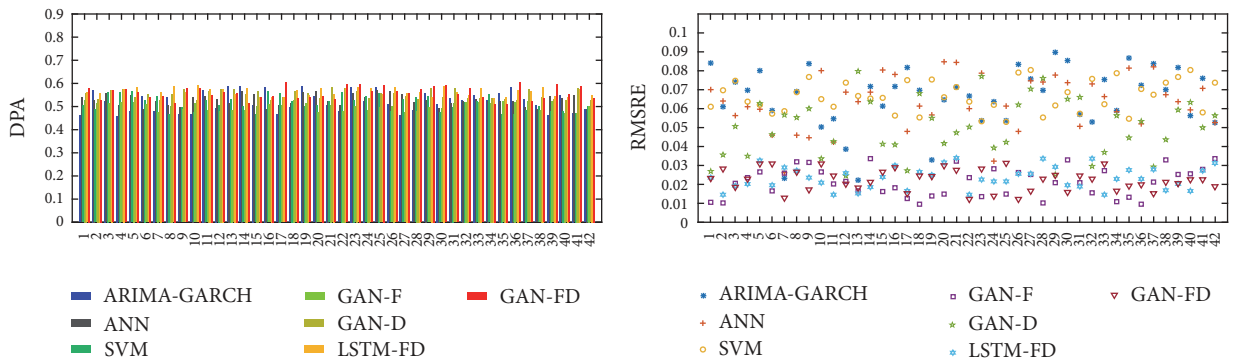 0.9
0.8
0.7
0.6
0.5
0.4
0.3
0.2
0.1
0
DPA
1 2 3 4 5 6 7 8 9 10 11 12 13 14 15 16 17 18 19 20 21 22 23 24 25 26 27 28 29 30 31 32 33 34 35 36 37 38 39 40 41 42
ARIMA-GARCH
ANN
SVM
GAN-F
GAN-D
LSTM-FD
GAN-FD
0.1
0.09
0.08
0.07
0.06
0.05
0.04
0.03
0.02
0.01
0
RMSRE
1 2 3 4 5 6 7 8 9 10 11 12 13 14 15 16 17 18 19 20 21 22 23 24 25 26 27 28 29 30 31 32 33 34 35 36 37 38 39 40 41 42
ARIMA-GARCH
ANN
SVM
GAN-F
GAN-D
LSTM-FD
GAN-FD